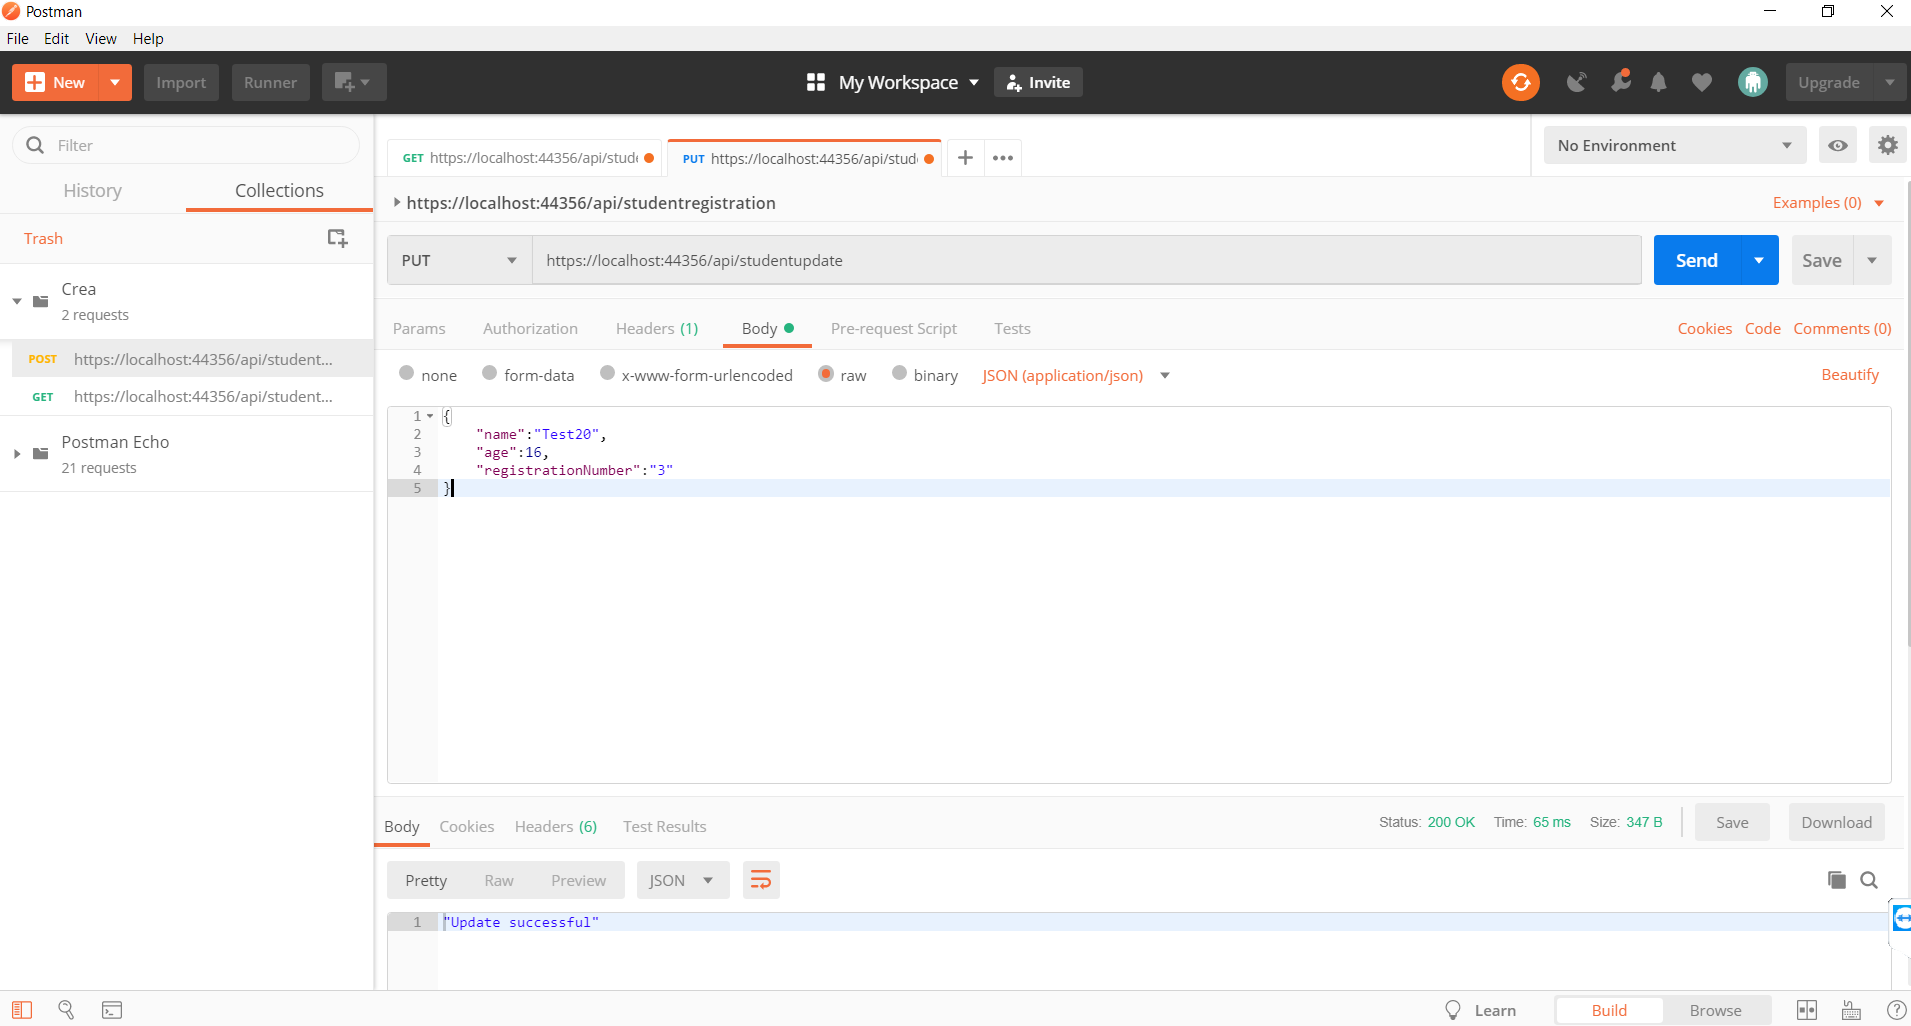 Postman
File Edit View Help
New Import Runner My Workspace Invite Upgrade
Filter
History Collections
Trash
Crea
2 requests
POST https://localhost:44356/api/student...
GET https://localhost:44356/api/student...
Postman Echo
21 requests
GET https://localhost:44356/api/stude PUT https://localhost:44356/api/stud + •••
No Environment
https://localhost:44356/api/studentregistration Examples (0)
PUT https://localhost:44356/api/studentupdate Send Save
Params Authorization Headers (1) Body Pre-request Script Tests Cookies Code Comments (0)
none form-data x-www-form-urlencoded raw binary JSON (application/json) Beautify
1 {
2 "name":"Test20",
3 "age":16,
4 "registrationNumber":"3"
5 }
Body Cookies Headers (6) Test Results Status: 200 OK Time: 65 ms Size: 347 B Save Download
Pretty Raw Preview JSON
1 "Update successful"
Learn Build Browse